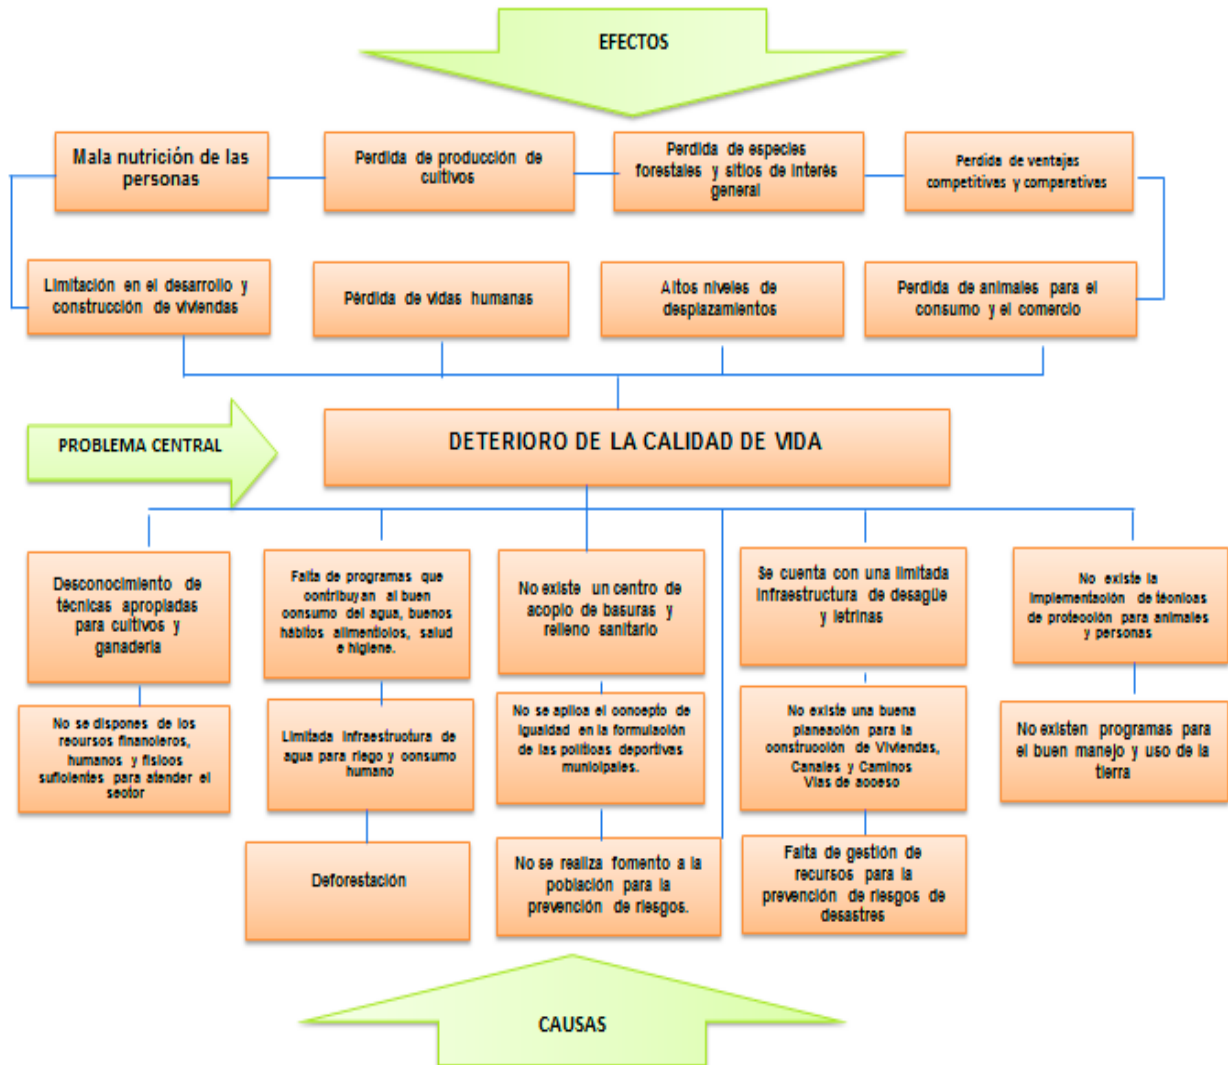 EFECTOS
Mala nutrición de las
personas
Perdida de producción de
cultivos
Perdida de especies
forestales y sitios de interés
general
Perdida de ventajas
competitivas y comparativas
Limitación en el desarrollo y
construcción de viviendas
Pérdida de vidas humanas
Altos niveles de
desplazamientos
Perdida de animales para el
consumo y el comercio
PROBLEMA CENTRAL
DETERIORO DE LA CALIDAD DE VIDA
Desconocimiento de
técnicas apropiadas
para cultivos y
ganadería
Falta de programas que
contribuyan al buen
consumo del agua, buenos
hábitos alimenticios, salud
e higiene.
No existe un centro de
acopio de basuras y
relleno sanitario
Se cuenta con una limitada
infraestructura de desagüe
y letrinas
No existe la
implementación de técnicas
de protección para animales
y personas
No se dispones de los
recursos financieros,
humanos y físicos
suficientes para atender el
sector
Limitada infraestructura de
agua para riego y consumo
humano
No se aplica el concepto de
igualdad en la formulación
de las políticas deportivas
municipales.
No existe una buena
planeación para la
construcción de Viviendas,
Canales y Caminos
Vías de acceso
No existen programas para
el buen manejo y uso de la
tierra
Deforestación
No se realiza fomento a la
población para la
prevención de riesgos.
Falta de gestión de
recursos para la
prevención de riesgos de
desastres
CAUSAS